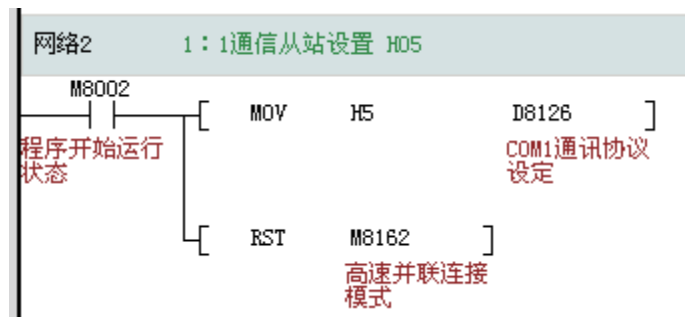 网络2 1：1通信从站设置 H05
M8002
MOV H5 D8126
程序开始运行
状态
COM1通讯协议
设定
RST M8162
高速并联连接
模式